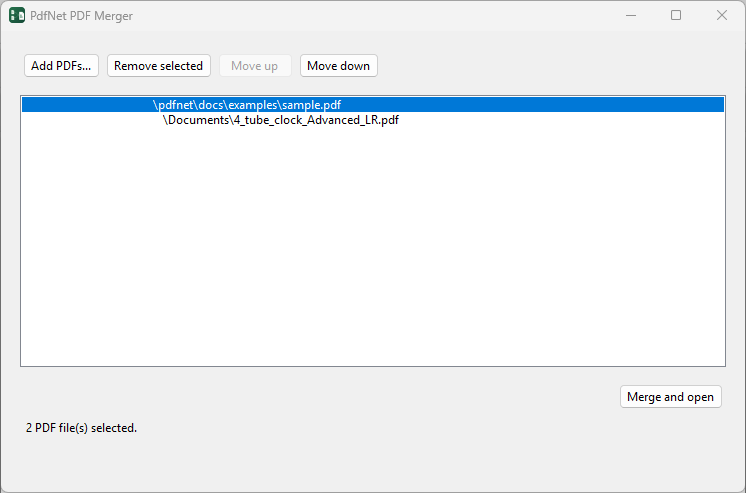 PdfNet PDF Merger
Add PDFs... Remove selected Move up Move down
\pdfnet\docs\examples\sample.pdf
\Documents\4_tube_clock_Advanced_LR.pdf
Merge and open
2 PDF file(s) selected.